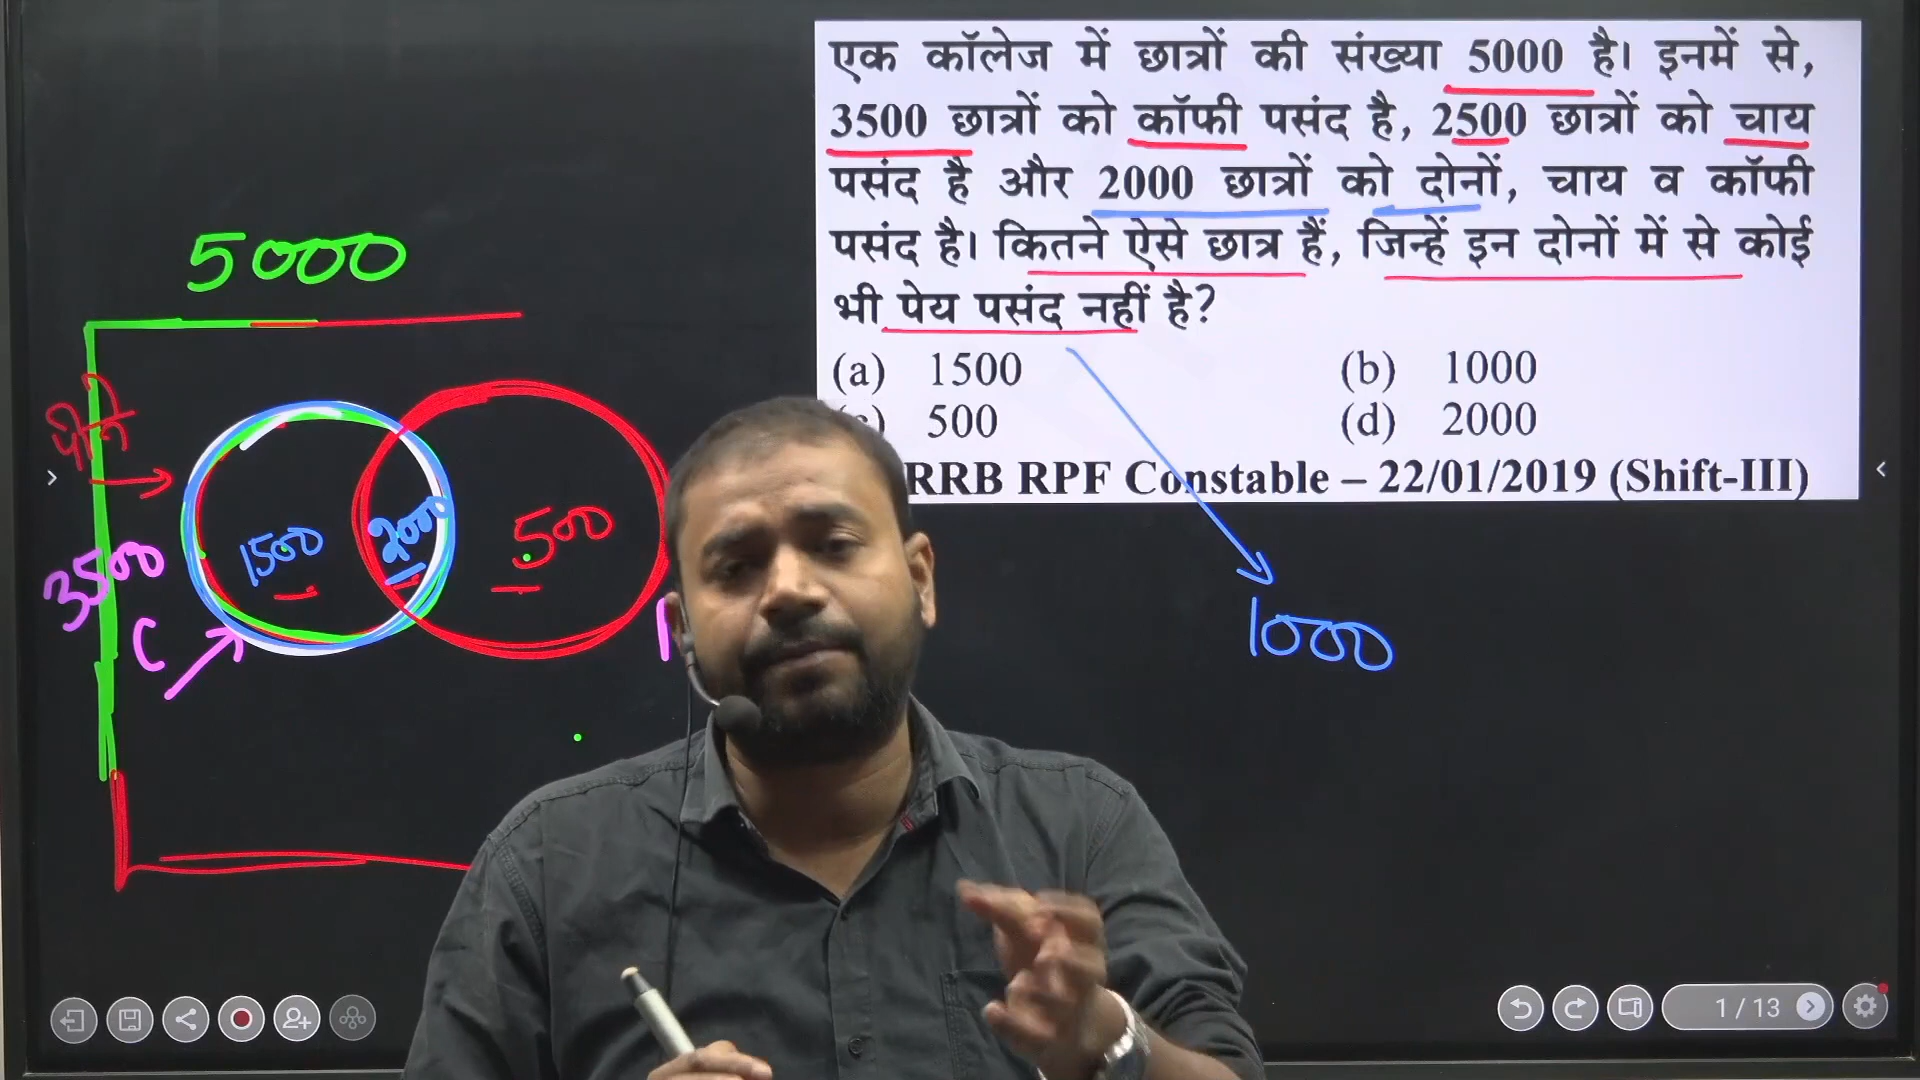 एक कॉलेज में छात्रों की संख्या 5000 है। इनमें से,
3500 छात्रों को कॉफी पसंद है, 2500 छात्रों को चाय
पसंद है और 2000 छात्रों को दोनों, चाय व कॉफी
पसंद है। कितने ऐसे छात्र हैं, जिन्हें इन दोनों में से कोई
भी पेय पसंद नहीं है?
(a) 1500 (b) 1000
500 (d) 2000
RRB RPF Constable – 22/01/2019 (Shift-III)
5000
1500 2000 500
3500
C
1000
1 / 13